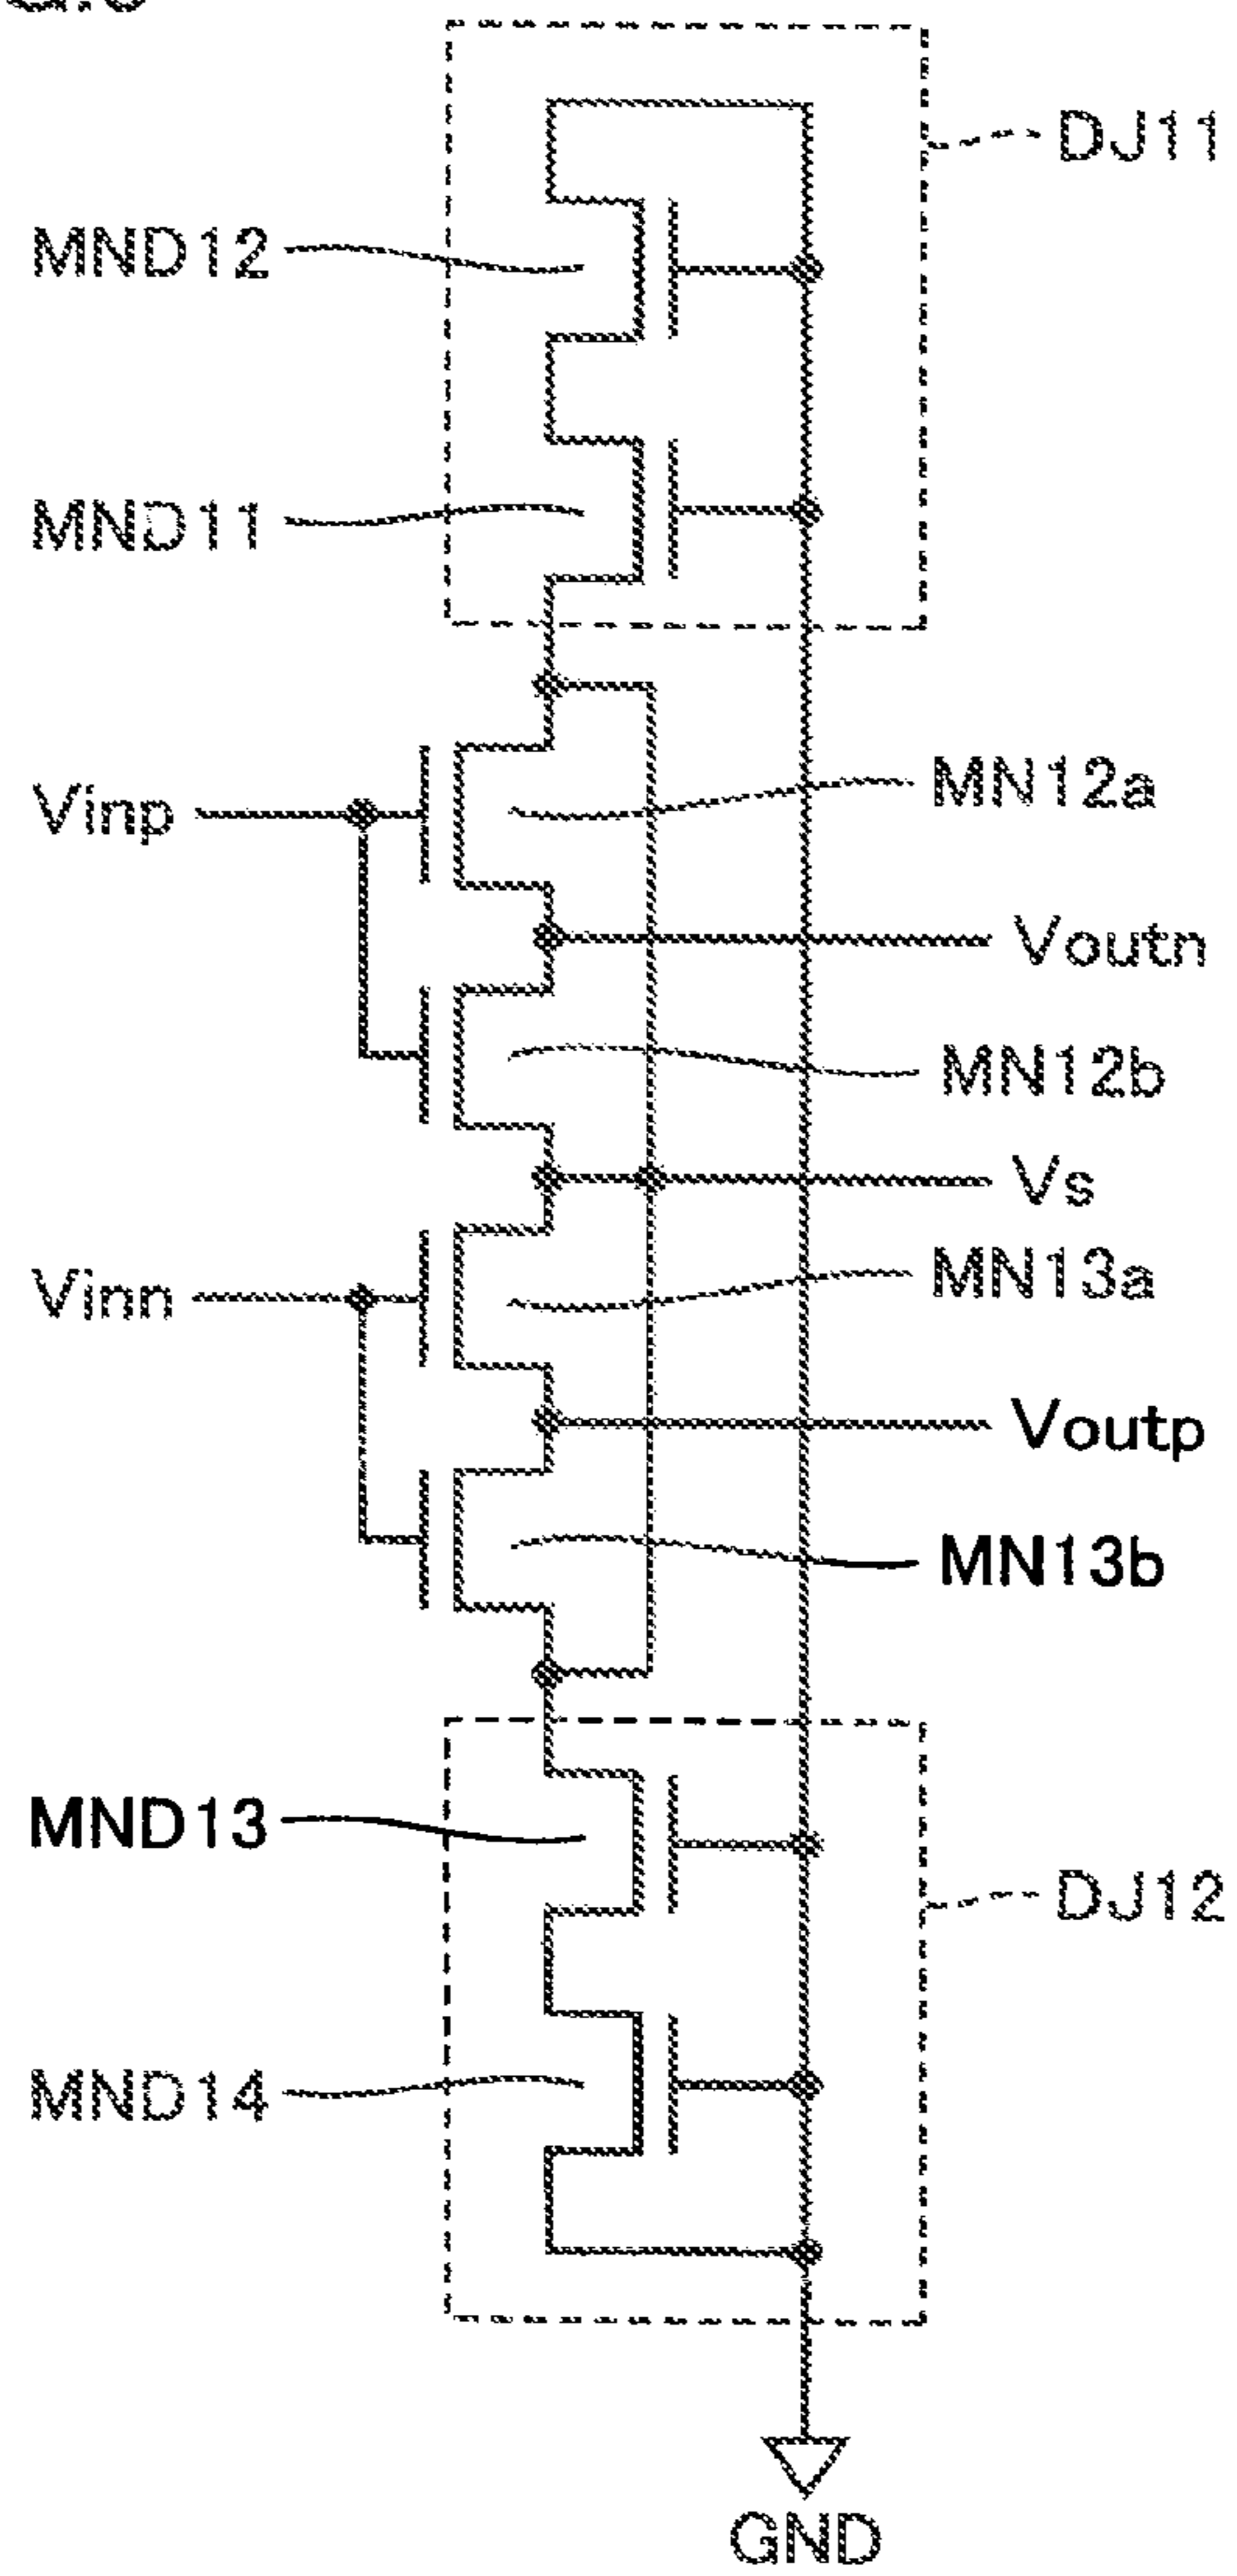 DJ11
MND12
MND11
Vinp
MN12a
Voutn
MN12b
Vs
Vinn
MN13a
Voutp
MN13b
MND13
DJ12
MND14
GND